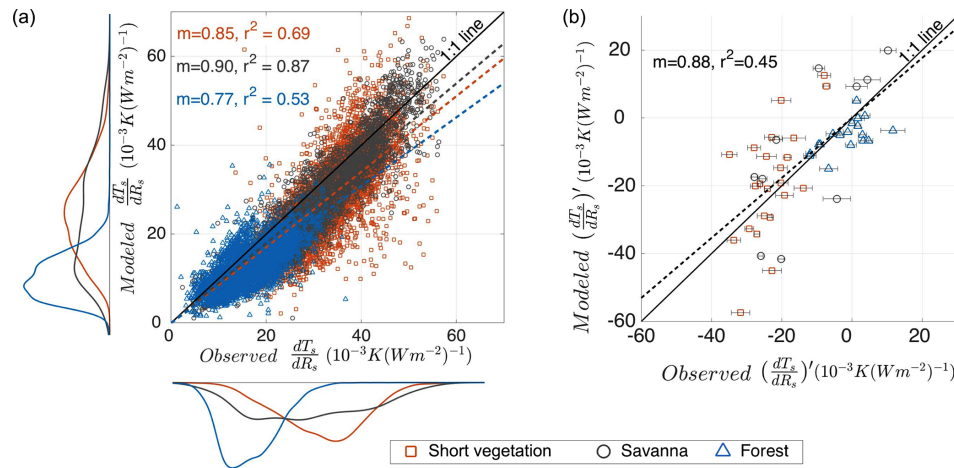 (a)
m=0.85, r² = 0.69
m=0.90, r² = 0.87
m=0.77, r² = 0.53
1:1 line
60
40
20
0
Modeled dTₛ/dRₛ (10⁻³K(Wm⁻²)⁻¹)
0 20 40 60
Observed dTₛ/dRₛ (10⁻³K(Wm⁻²)⁻¹)
(b)
m=0.88, r²=0.45
1:1 line
20
0
-20
-40
-60
Modeled (dTₛ/dRₛ)′ (10⁻³K(Wm⁻²)⁻¹)
-60 -40 -20 0 20
Observed (dTₛ/dRₛ)′(10⁻³K(Wm⁻²)⁻¹)
Short vegetation Savanna Forest